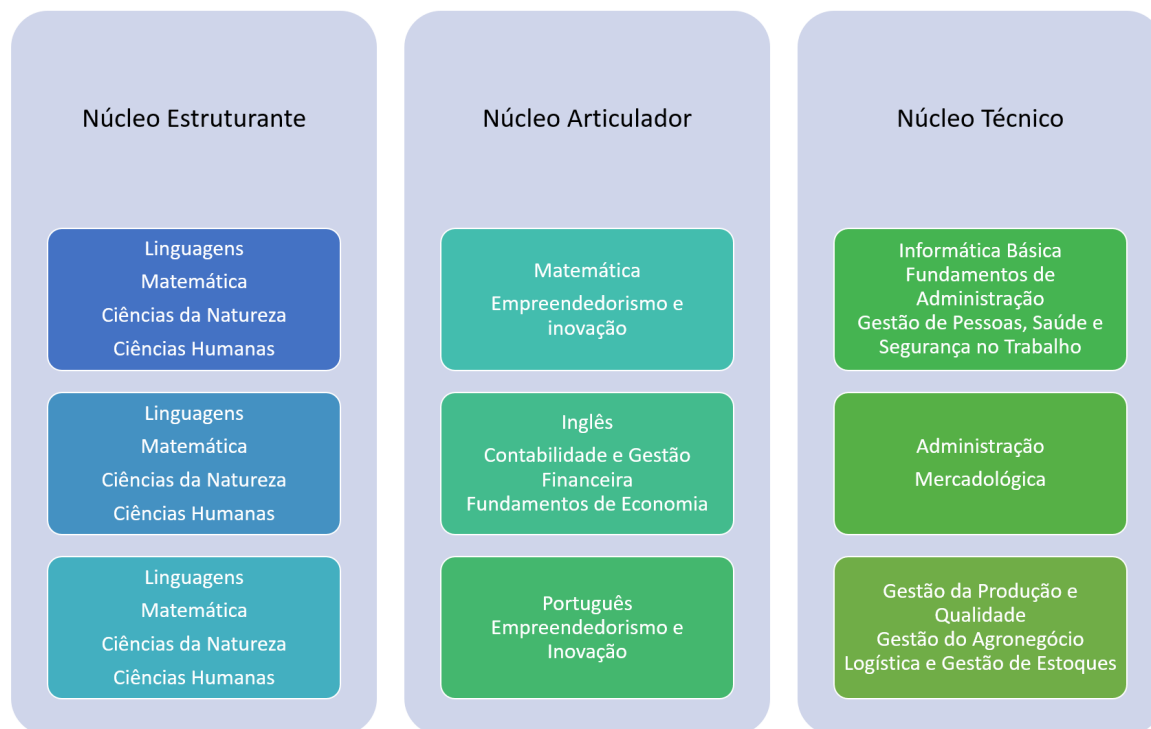 Núcleo Estruturante
Linguagens
Matemática
Ciências da Natureza
Ciências Humanas
Linguagens
Matemática
Ciências da Natureza
Ciências Humanas
Linguagens
Matemática
Ciências da Natureza
Ciências Humanas
Núcleo Articulador
Matemática
Empreendedorismo e
inovação
Inglês
Contabilidade e Gestão
Financeira
Fundamentos de Economia
Português
Empreendedorismo e
Inovação
Núcleo Técnico
Informática Básica
Fundamentos de
Administração
Gestão de Pessoas, Saúde e
Segurança no Trabalho
Administração
Mercadológica
Gestão da Produção e
Qualidade
Gestão do Agronegócio
Logística e Gestão de Estoques